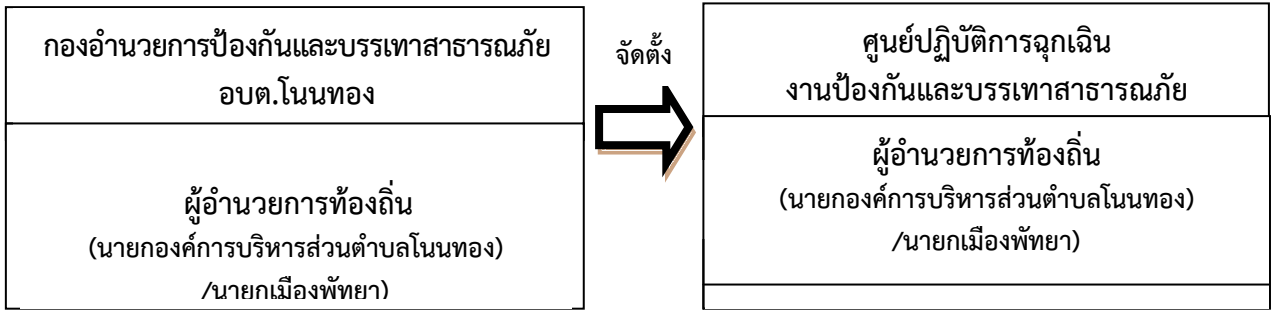 กองอำนวยการป้องกันและบรรเทาสาธารณภัย
อบต.โนนทอง
ผู้อำนวยการท้องถิ่น
(นายกองค์การบริหารส่วนตำบลโนนทอง)
/นายกเมืองพัทยา)
จัดตั้ง
ศูนย์ปฏิบัติการฉุกเฉิน
งานป้องกันและบรรเทาสาธารณภัย
ผู้อำนวยการท้องถิ่น
(นายกองค์การบริหารส่วนตำบลโนนทอง)
/นายกเมืองพัทยา)